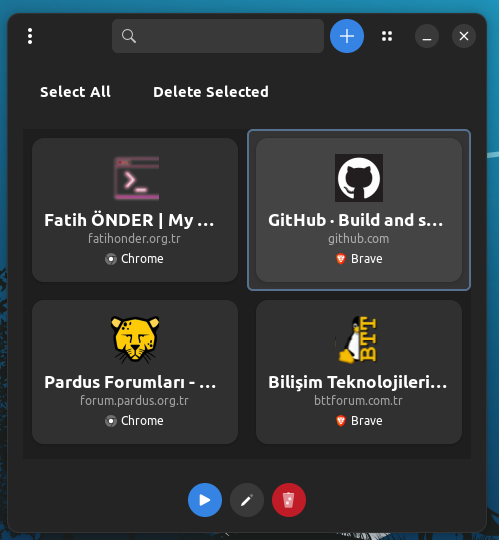 Select All
Delete Selected
Fatih ÖNDER | My ...
fatihonder.org.tr
Chrome
GitHub · Build and s...
github.com
Brave
Pardus Forumları - ...
forum.pardus.org.tr
Chrome
BTT
Bilişim Teknolojileri...
bttforum.com.tr
Brave